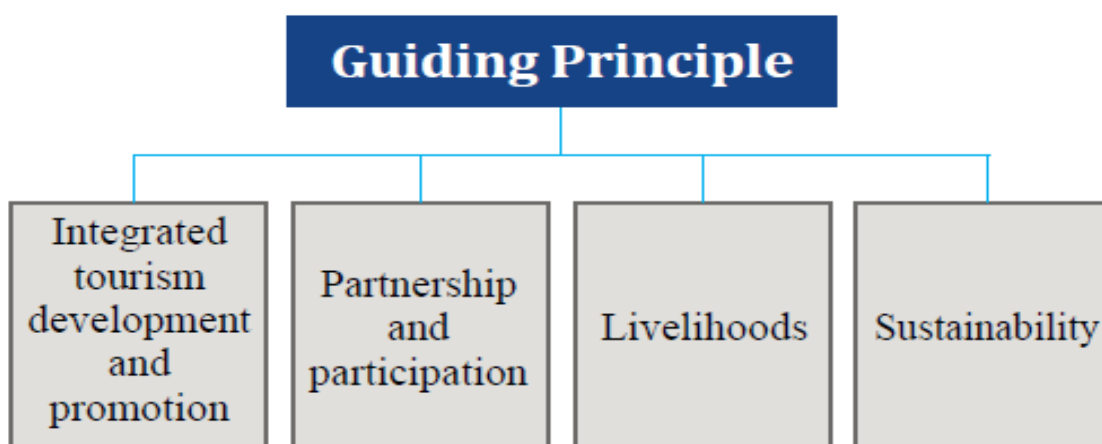 Guiding Principle
Integrated
tourism
development
and
promotion
Partnership
and
participation
Livelihoods
Sustainability